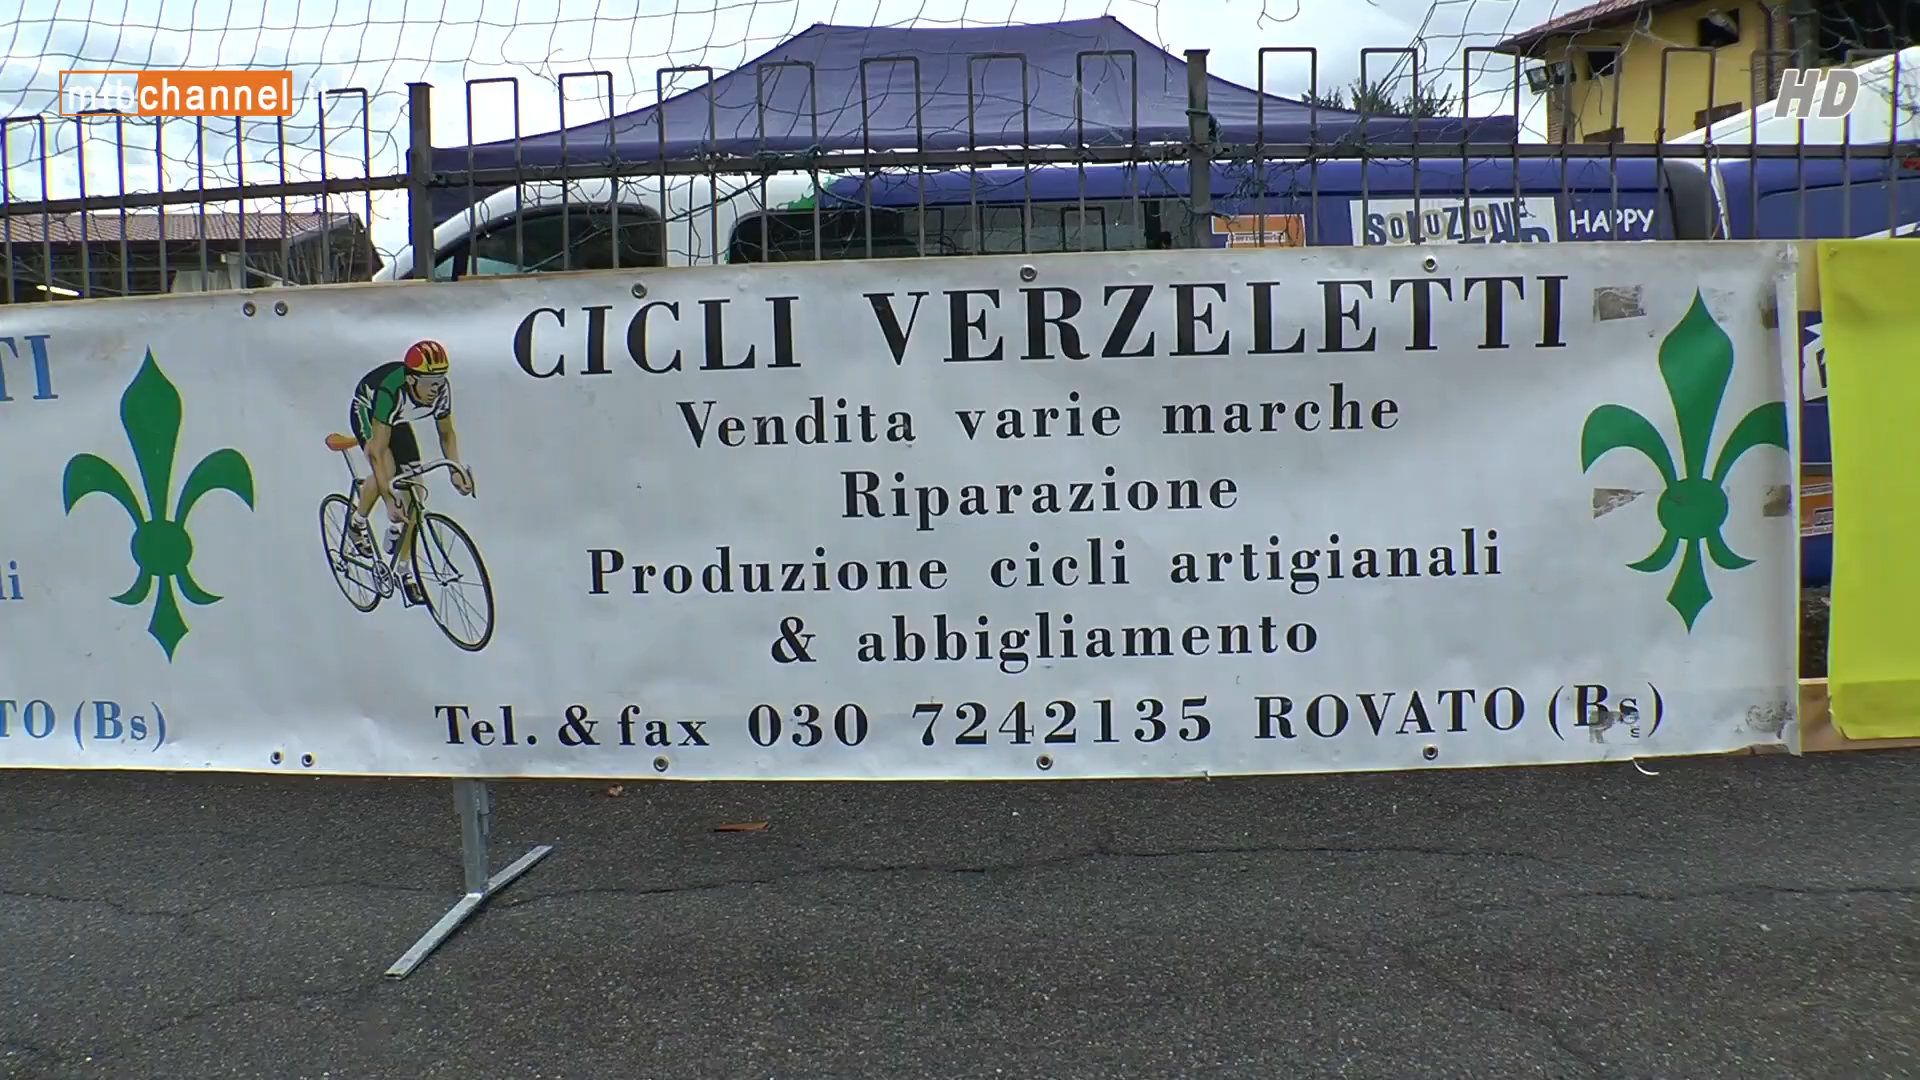 mtbchannel.it
HD
SOLUZIONE
HAPPY
TI
li
TO (Bs)
CICLI VERZELETTI
Vendita varie marche
Riparazione
Produzione cicli artigianali
& abbigliamento
Tel. & fax 030 7242135 ROVATO (Bs)